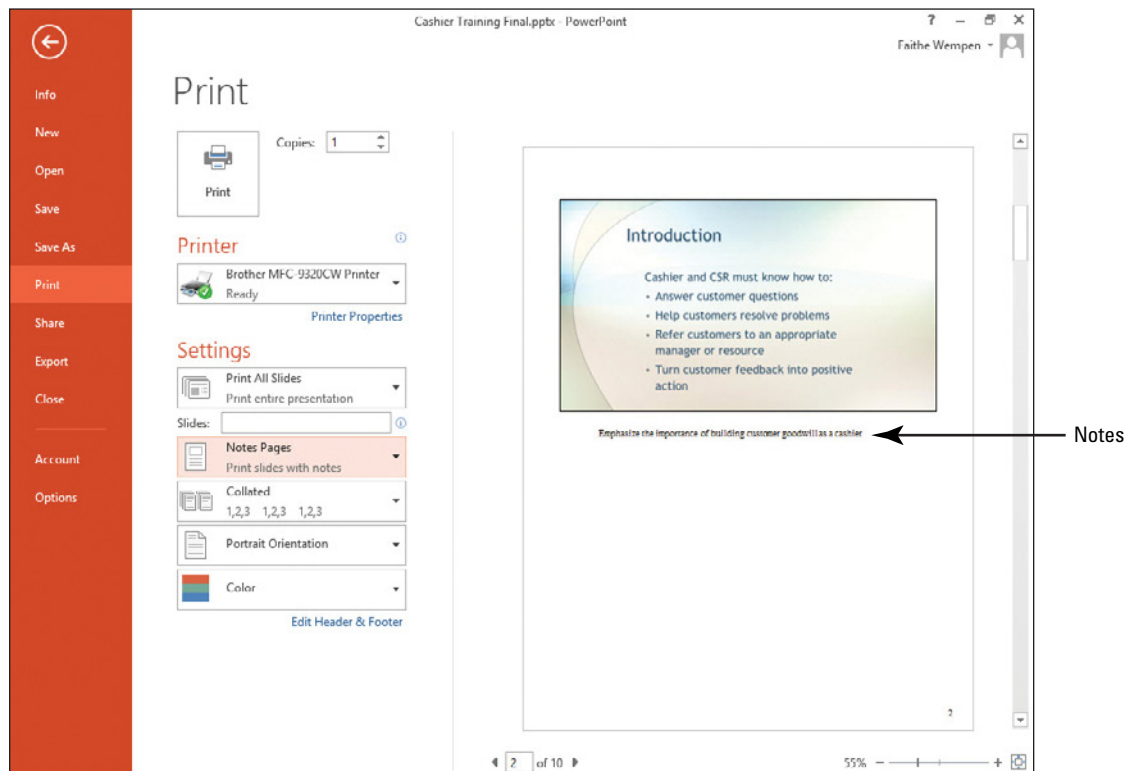 Cashier Training Final.pptx - PowerPoint
?
Faithe Wempen
Info
New
Open
Save
Save As
Print
Share
Export
Close
Account
Options
Print
Print
Copies: 1
Printer
Brother MFC-9320CW Printer
Ready
Printer Properties
Settings
Print All Slides
Print entire presentation
Slides:
Notes Pages
Print slides with notes
Collated
1,2,3 1,2,3 1,2,3
Portrait Orientation
Color
Edit Header & Footer
Introduction
Cashier and CSR must know how to:
• Answer customer questions
• Help customers resolve problems
• Refer customers to an appropriate
manager or resource
• Turn customer feedback into positive
action
Emphasize the importance of building customer goodwill as a cashier
2
2 of 10
55%
Notes